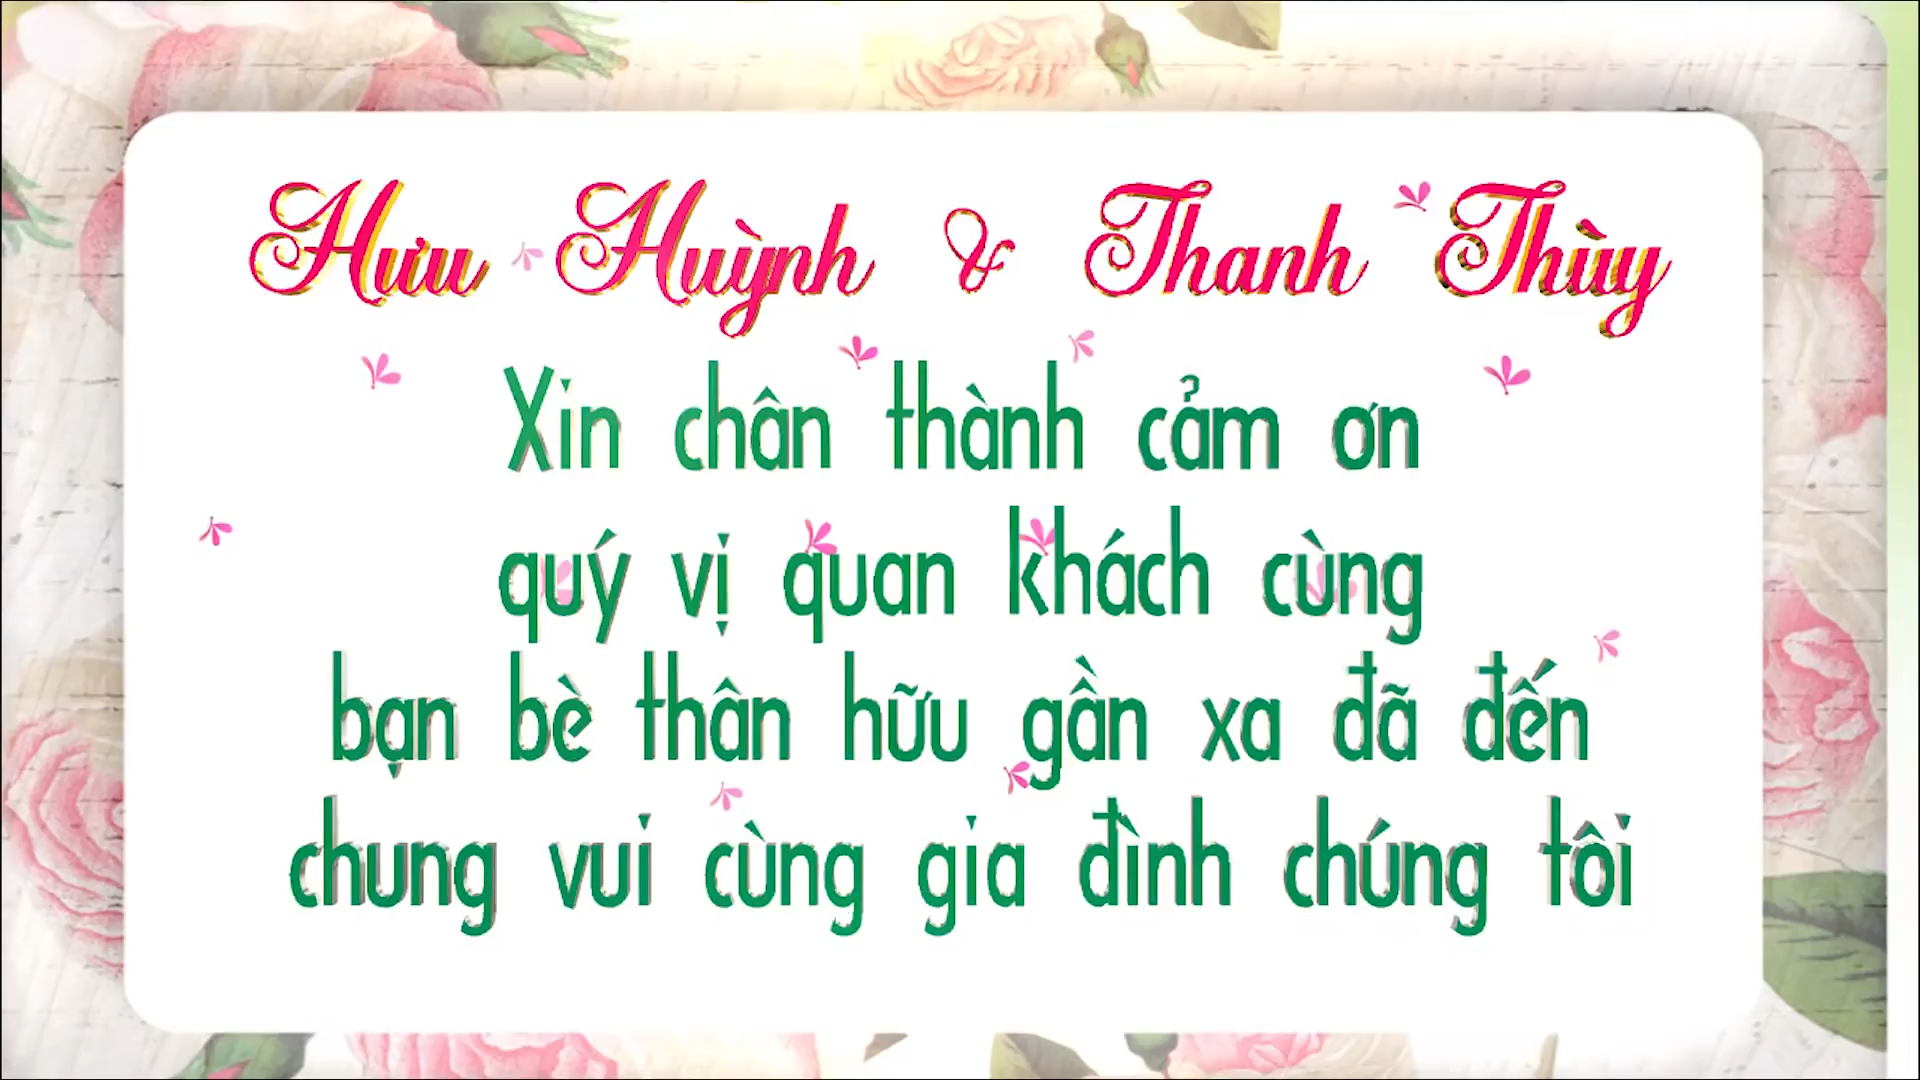 Hưu Huỳnh & Thanh Thùy
Xin chân thành cảm ơn
quý vị quan khách cùng
bạn bè thân hữu gần xa đã đến
chung vui cùng gia đình chúng tôi